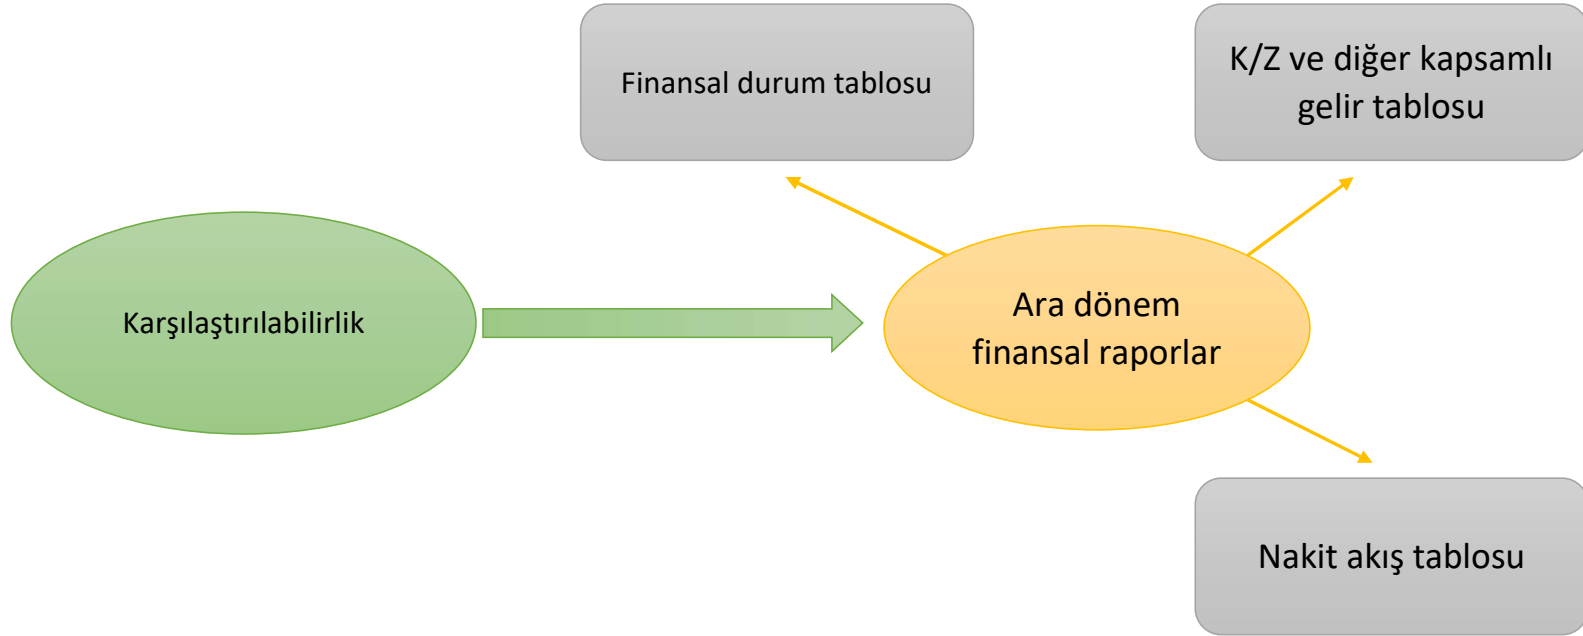 Finansal durum tablosu
K/Z ve diğer kapsamlı
gelir tablosu
Karşılaştırılabilirlik
Ara dönem
finansal raporlar
Nakit akış tablosu